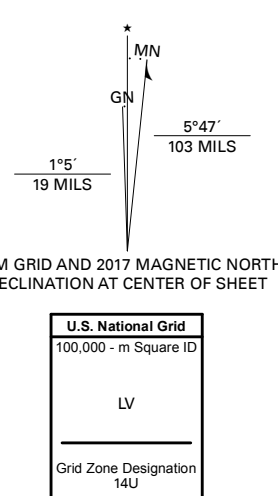 ★
MN
GN
5°47´
103 MILS
1°5´
19 MILS
M GRID AND 2017 MAGNETIC NORTH
ECLINATION AT CENTER OF SHEET
U.S. National Grid
100,000 - m Square ID
LV
Grid Zone Designation
14U